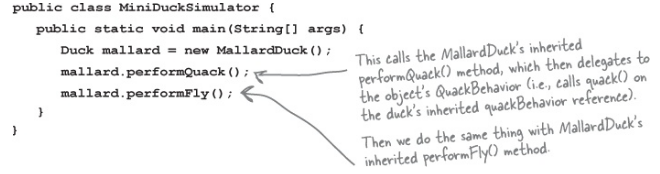 public class MiniDuckSimulator {
public static void main(String[] args) {
Duck mallard = new MallardDuck();
mallard.performQuack();
mallard.performFly();
}
}
This calls the MallardDuck's inherited
performQuack() method, which then delegates to
the object's QuackBehavior (i.e., calls quack() on
the duck's inherited quackBehavior reference).
Then we do the same thing with MallardDuck's
inherited performFly() method.